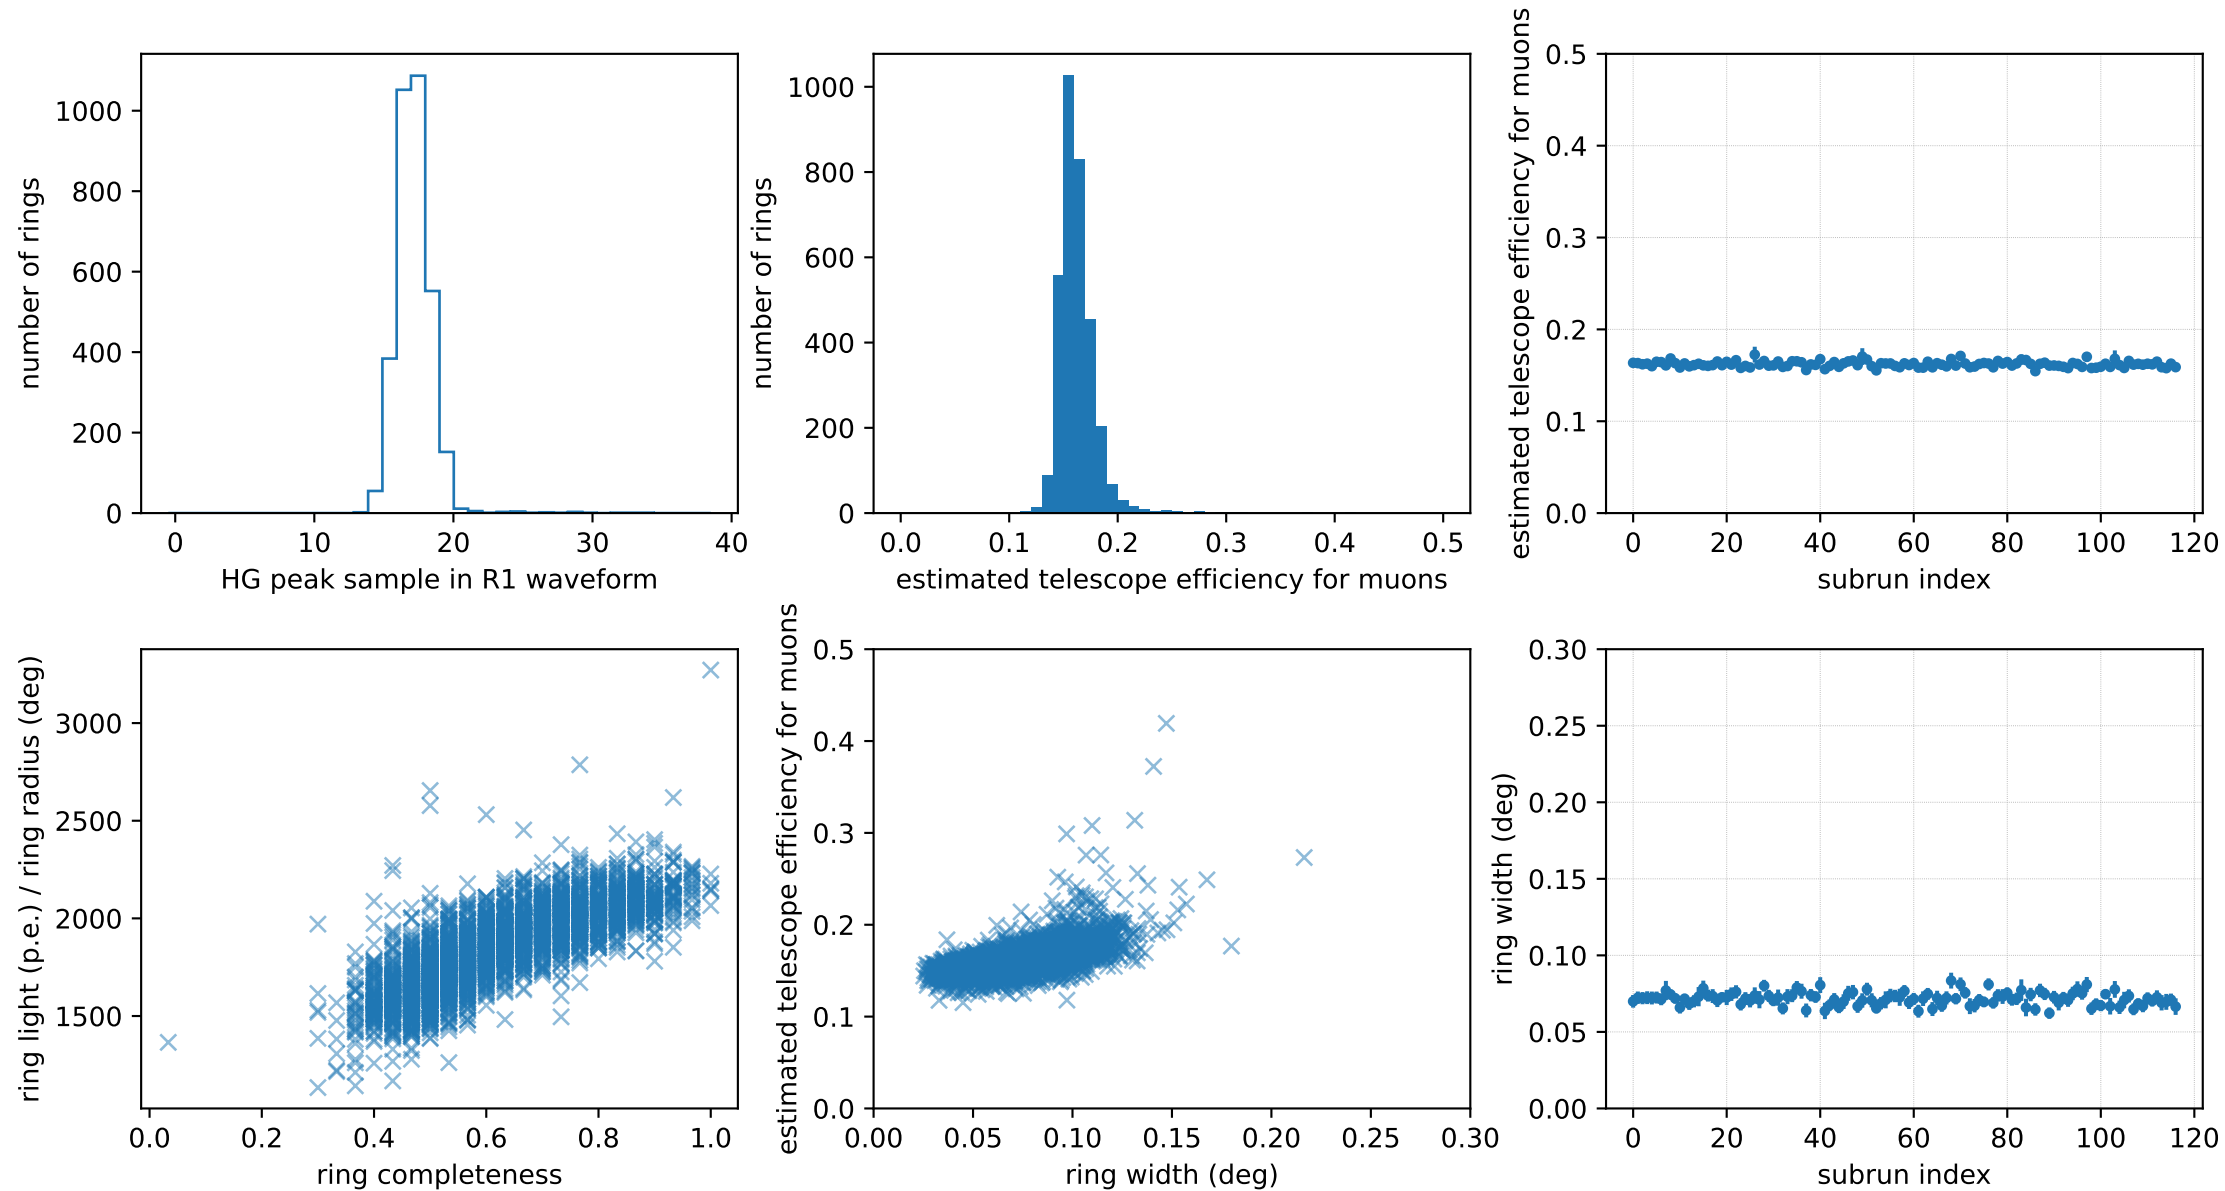 number of rings
1000
800
600
400
200
0
0 10 20 30 40
HG peak sample in R1 waveform
number of rings
1000
800
600
400
200
0
0.0 0.1 0.2 0.3 0.4 0.5
estimated telescope efficiency for muons
estimated telescope efficiency for muons
0.5
0.4
0.3
0.2
0.1
0.0
0 20 40 60 80 100 120
subrun index
ring light (p.e.) / ring radius (deg)
3000
2500
2000
1500
0.0 0.2 0.4 0.6 0.8 1.0
ring completeness
estimated telescope efficiency for muons
0.5
0.4
0.3
0.2
0.1
0.0
0.00 0.05 0.10 0.15 0.20 0.25 0.30
ring width (deg)
ring width (deg)
0.30
0.25
0.20
0.15
0.10
0.05
0.00
0 20 40 60 80 100 120
subrun index